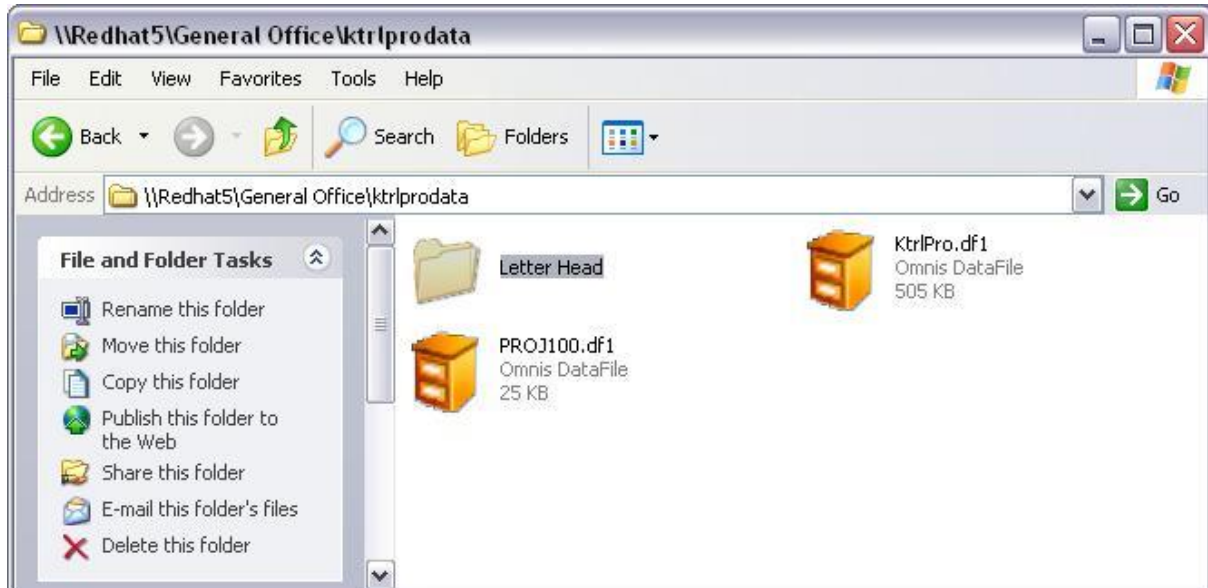 \\Redhat5\General Office\ktrlprodata
File Edit View Favorites Tools Help
Back Search Folders
Address \\Redhat5\General Office\ktrlprodata Go
File and Folder Tasks
Rename this folder
Move this folder
Copy this folder
Publish this folder to
the Web
Share this folder
E-mail this folder's files
Delete this folder
Letter Head
KtrlPro.df1
Omnis DataFile
505 KB
PROJ100.df1
Omnis DataFile
25 KB